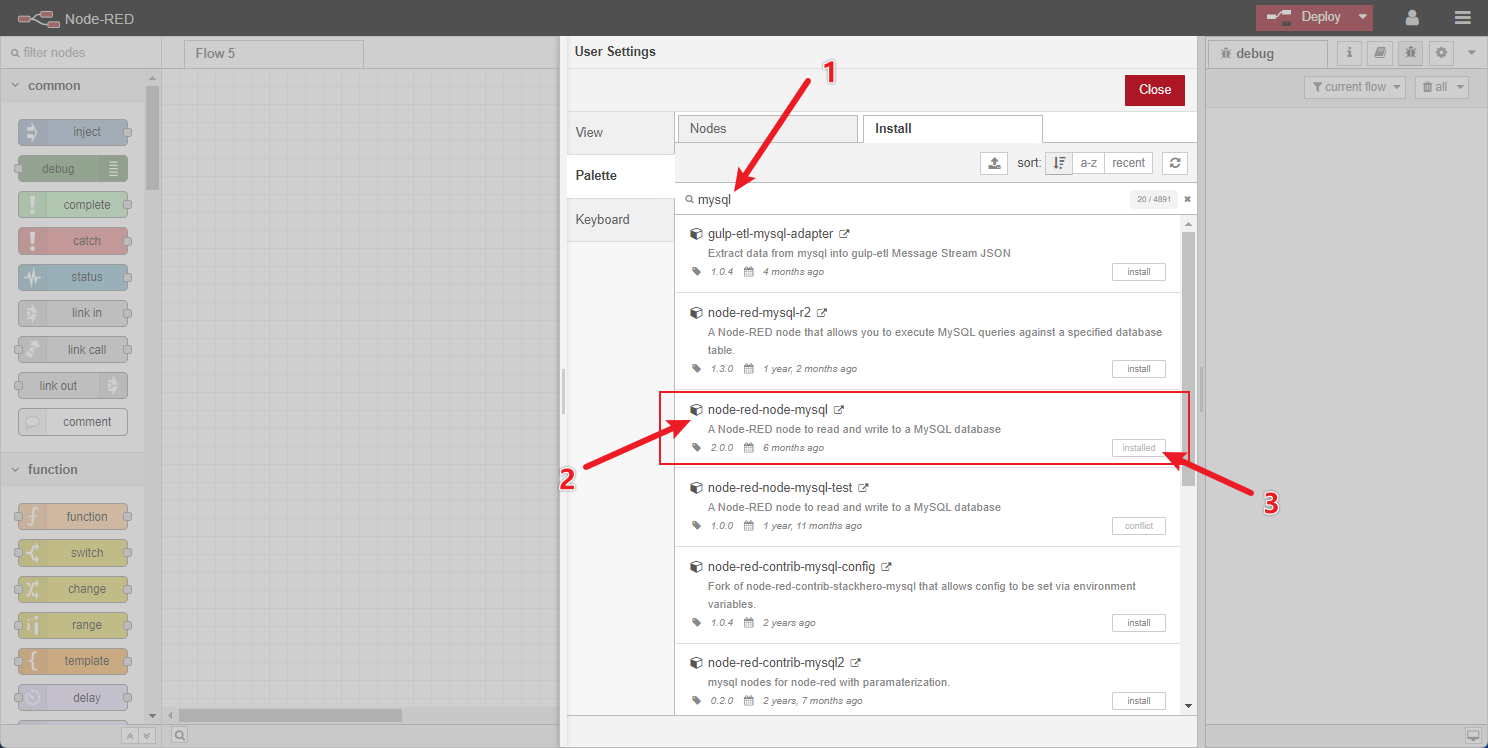 Node-RED
Deploy
filter nodes
common
inject
debug
complete
catch
status
link in
link call
link out
comment
function
function
switch
change
range
template
delay
Flow 5
User Settings
1
Close
View
Palette
Keyboard
Nodes
Install
sort:
a-z
recent
mysql
20 / 4891
gulp-etl-mysql-adapter
Extract data from mysql into gulp-etl Message Stream JSON
1.0.4 4 months ago
install
node-red-mysql-r2
A Node-RED node that allows you to execute MySQL queries against a specified database
table.
1.3.0 1 year, 2 months ago
install
node-red-node-mysql
A Node-RED node to read and write to a MySQL database
2.0.0 6 months ago
installed
2
3
node-red-node-mysql-test
A Node-RED node to read and write to a MySQL database
1.0.0 1 year, 11 months ago
conflict
node-red-contrib-mysql-config
Fork of node-red-contrib-stackhero-mysql that allows config to be set via environment
variables.
1.0.4 2 years ago
install
node-red-contrib-mysql2
mysql nodes for node-red with paramaterization.
0.2.0 2 years, 7 months ago
install
debug
i
current flow
all